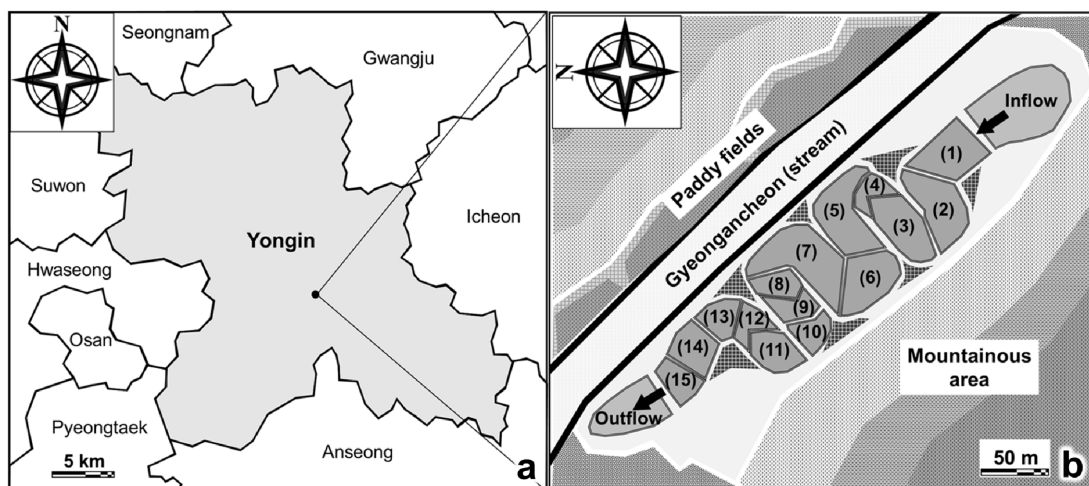 N
Seongnam
Gwangju
Suwon
Icheon
Yongin
Hwaseong
Osan
Pyeongtaek
Anseong
5 km
a
N
Inflow
Paddy fields
Gyeongancheon (stream)
(1)
(2)
(3)
(4)
(5)
(6)
(7)
(8)
(9)
(10)
(11)
(12)
(13)
(14)
(15)
Outflow
Mountainous
area
50 m
b